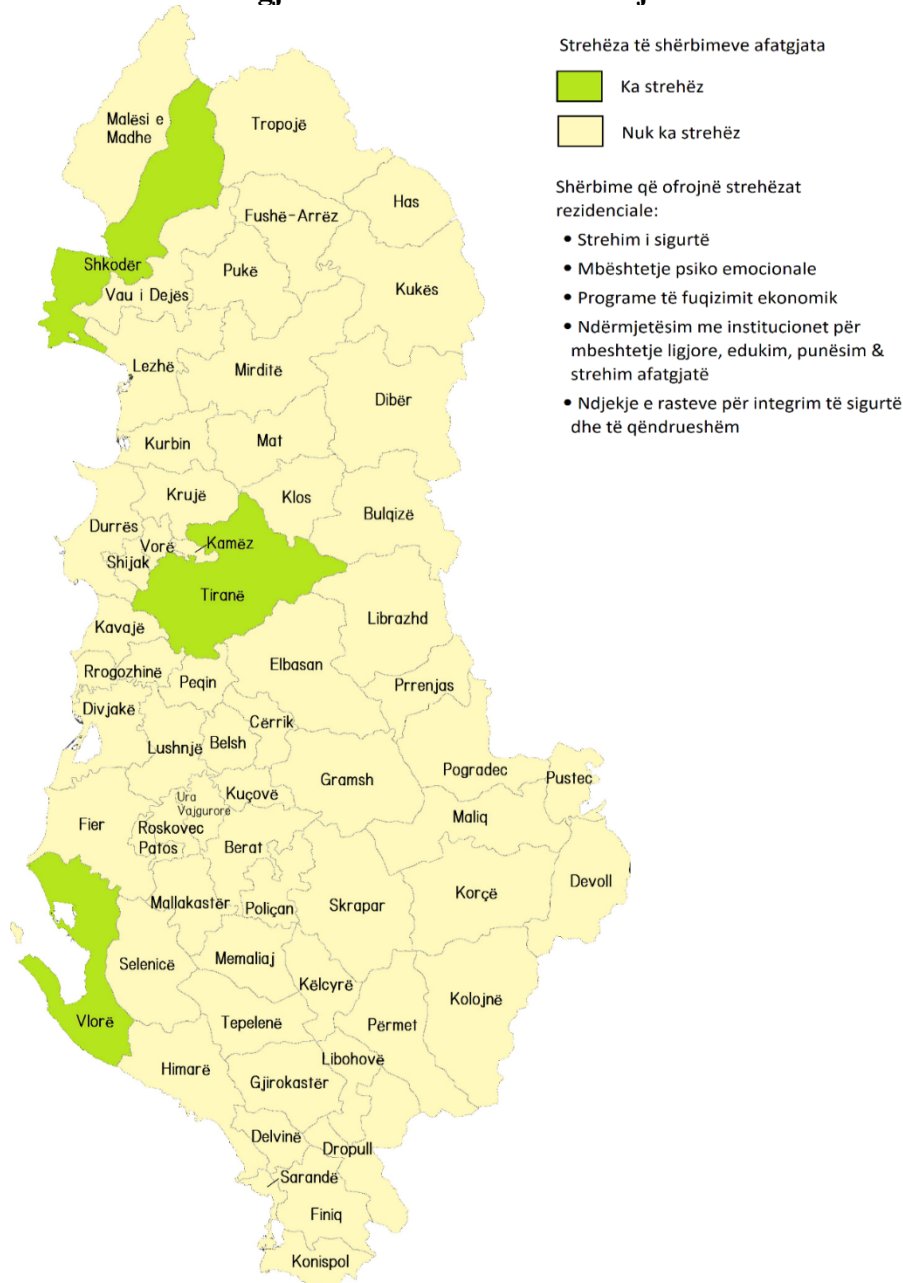 Strehëza të shërbimeve afatgjata
Ka strehëz
Nuk ka strehëz
Shërbime që ofrojnë strehëzat
rezidenciale:
• Strehim i sigurtë
• Mbështetje psiko emocionale
• Programe të fuqizimit ekonomik
• Ndërmjetësim me institucionet për
mbeshtetje ligjore, edukim, punësim &
strehim afatgjatë
• Ndjekje e rasteve për integrim të sigurtë
dhe të qëndrueshëm
Malësi e
Madhe
Tropojë
Has
Fushë-Arrëz
Shkodër
Pukë
Vau i Dejës
Kukës
Lezhë
Mirditë
Dibër
Kurbin
Mat
Krujë
Klos
Bulqizë
Durrës
Vorë
Kamëz
Shijak
Tiranë
Librazhd
Kavajë
Elbasan
Rrogozhinë
Peqin
Prrenjas
Divjakë
Cërrik
Lushnjë
Belsh
Gramsh
Pogradec
Pustec
Kuçovë
Ura
Vajgurore
Maliq
Fier
Roskovec
Patos
Berat
Devoll
Korçë
Mallakastër
Poliçan
Skrapar
Selenicë
Memaliaj
Këlcyrë
Kolojnë
Vlorë
Tepelenë
Përmet
Libohovë
Himarë
Gjirokastër
Delvinë
Dropull
Sarandë
Finiq
Konispol